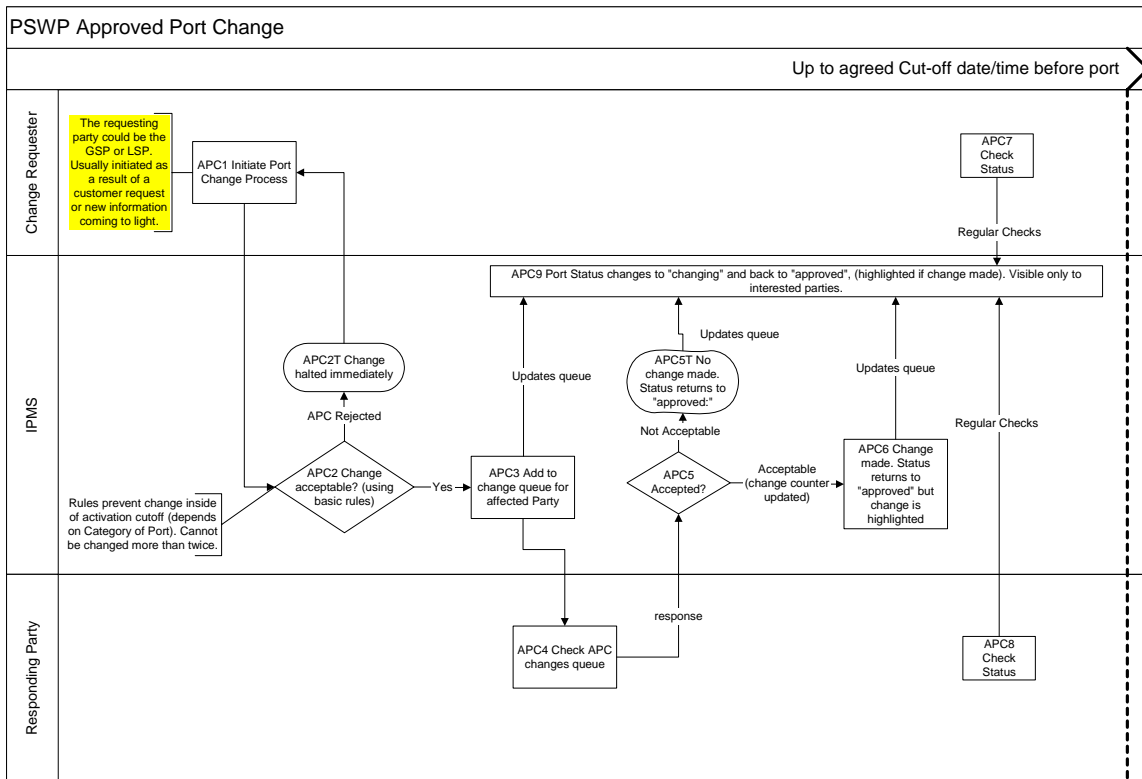 PSWP Approved Port Change
Up to agreed Cut-off date/time before port
Change Requester
The requesting
party could be the
GSP or LSP.
Usually initiated as
a result of a
customer request
or new information
coming to light.
APC1 Initiate Port
Change Process
APC7
Check
Status
Regular Checks
IPMS
APC9 Port Status changes to "changing" and back to "approved", (highlighted if change made). Visible only to
interested parties.
APC2T Change
halted immediately
APC Rejected
APC2 Change
acceptable? (using
basic rules)
Rules prevent change inside
of activation cutoff (depends
on Category of Port). Cannot
be changed more than twice.
Yes
APC3 Add to
change queue for
affected Party
Updates queue
Updates queue
APC5T No
change made.
Status returns to
"approved:"
Not Acceptable
APC5
Accepted?
Acceptable
(change counter
updated)
Updates queue
APC6 Change
made. Status
returns to
"approved" but
change is
highlighted
Regular Checks
Responding Party
APC4 Check APC
changes queue
response
APC8
Check
Status